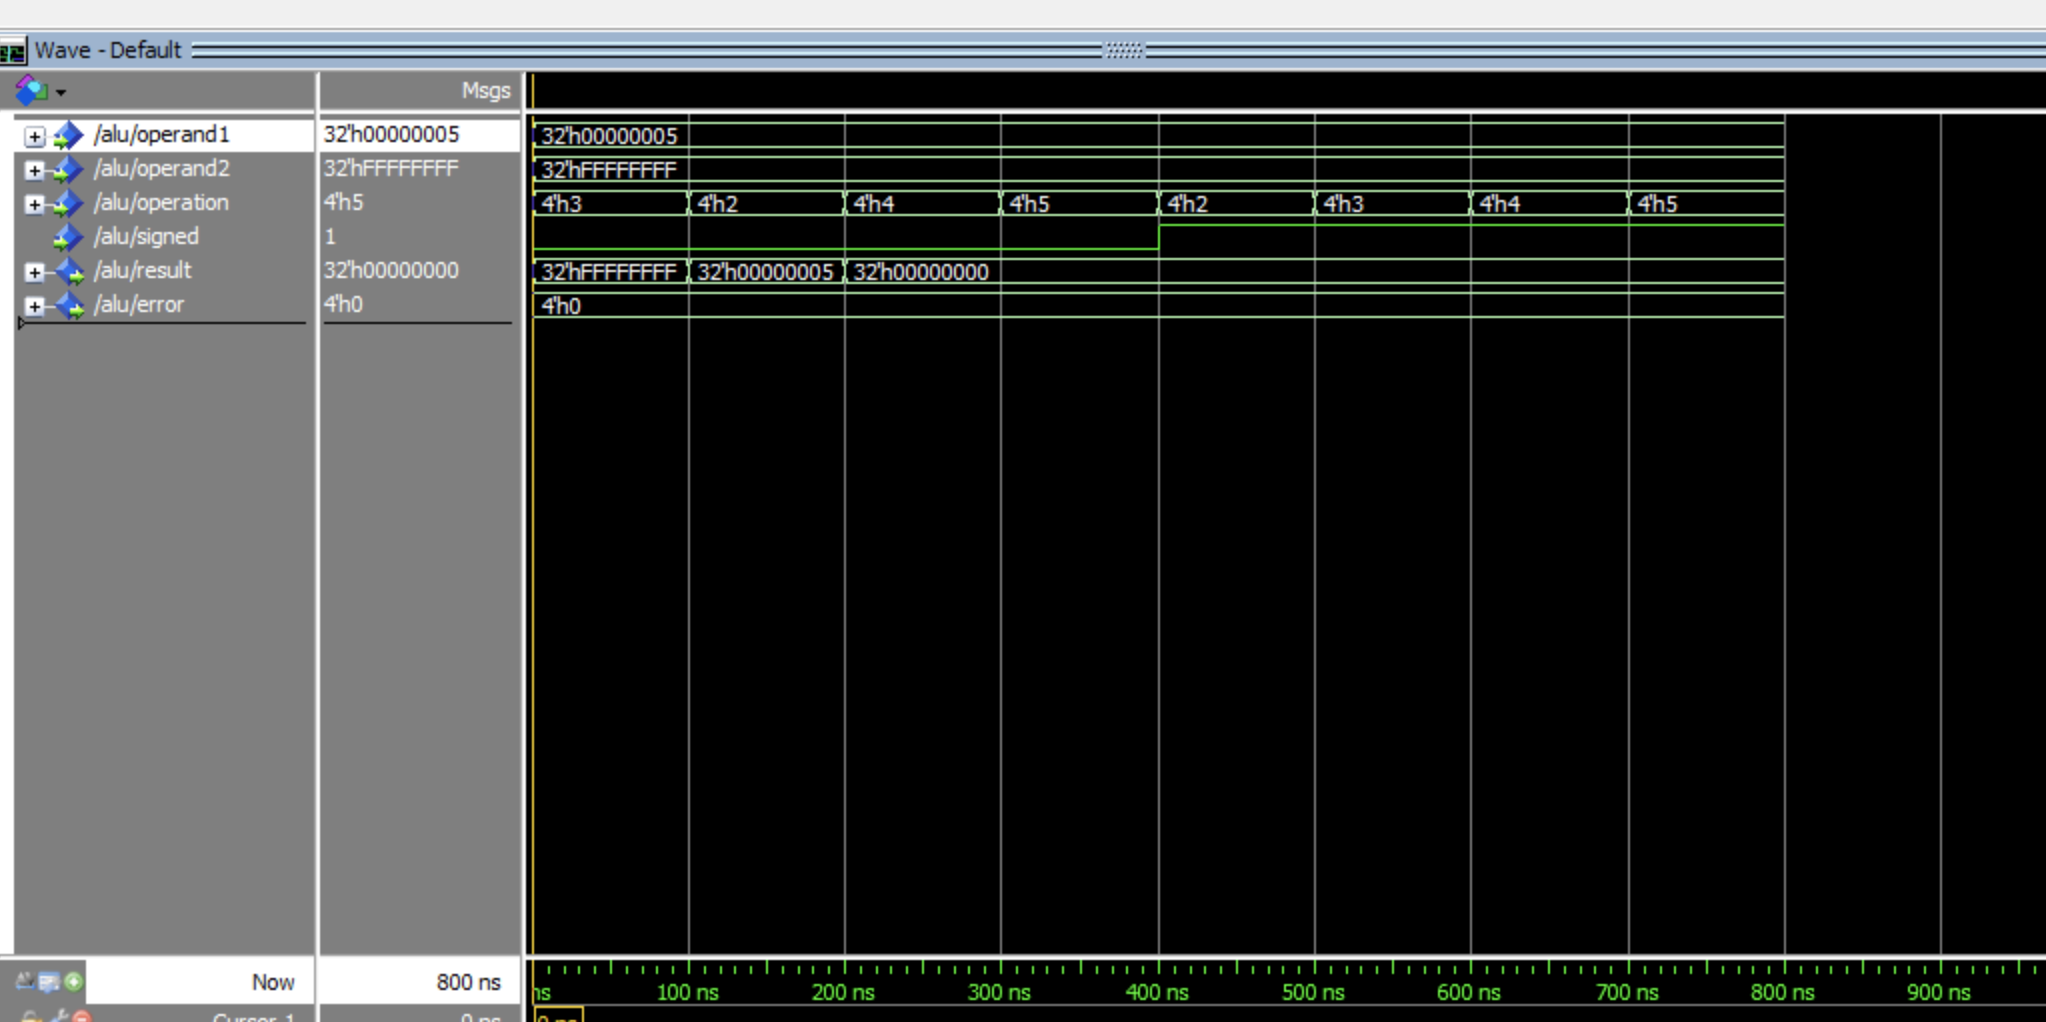 Wave - Default
Msgs
/alu/operand1 32'h00000005 32'h00000005
/alu/operand2 32'hFFFFFFFF 32'hFFFFFFFF
/alu/operation 4'h5 4'h3 4'h2 4'h4 4'h5 4'h2 4'h3 4'h4 4'h5
/alu/signed 1
/alu/result 32'h00000000 32'hFFFFFFFF 32'h00000005 32'h00000000
/alu/error 4'h0 4'h0
Now 800 ns ns 100 ns 200 ns 300 ns 400 ns 500 ns 600 ns 700 ns 800 ns 900 ns
Cursor 1 0 ns 0 ns